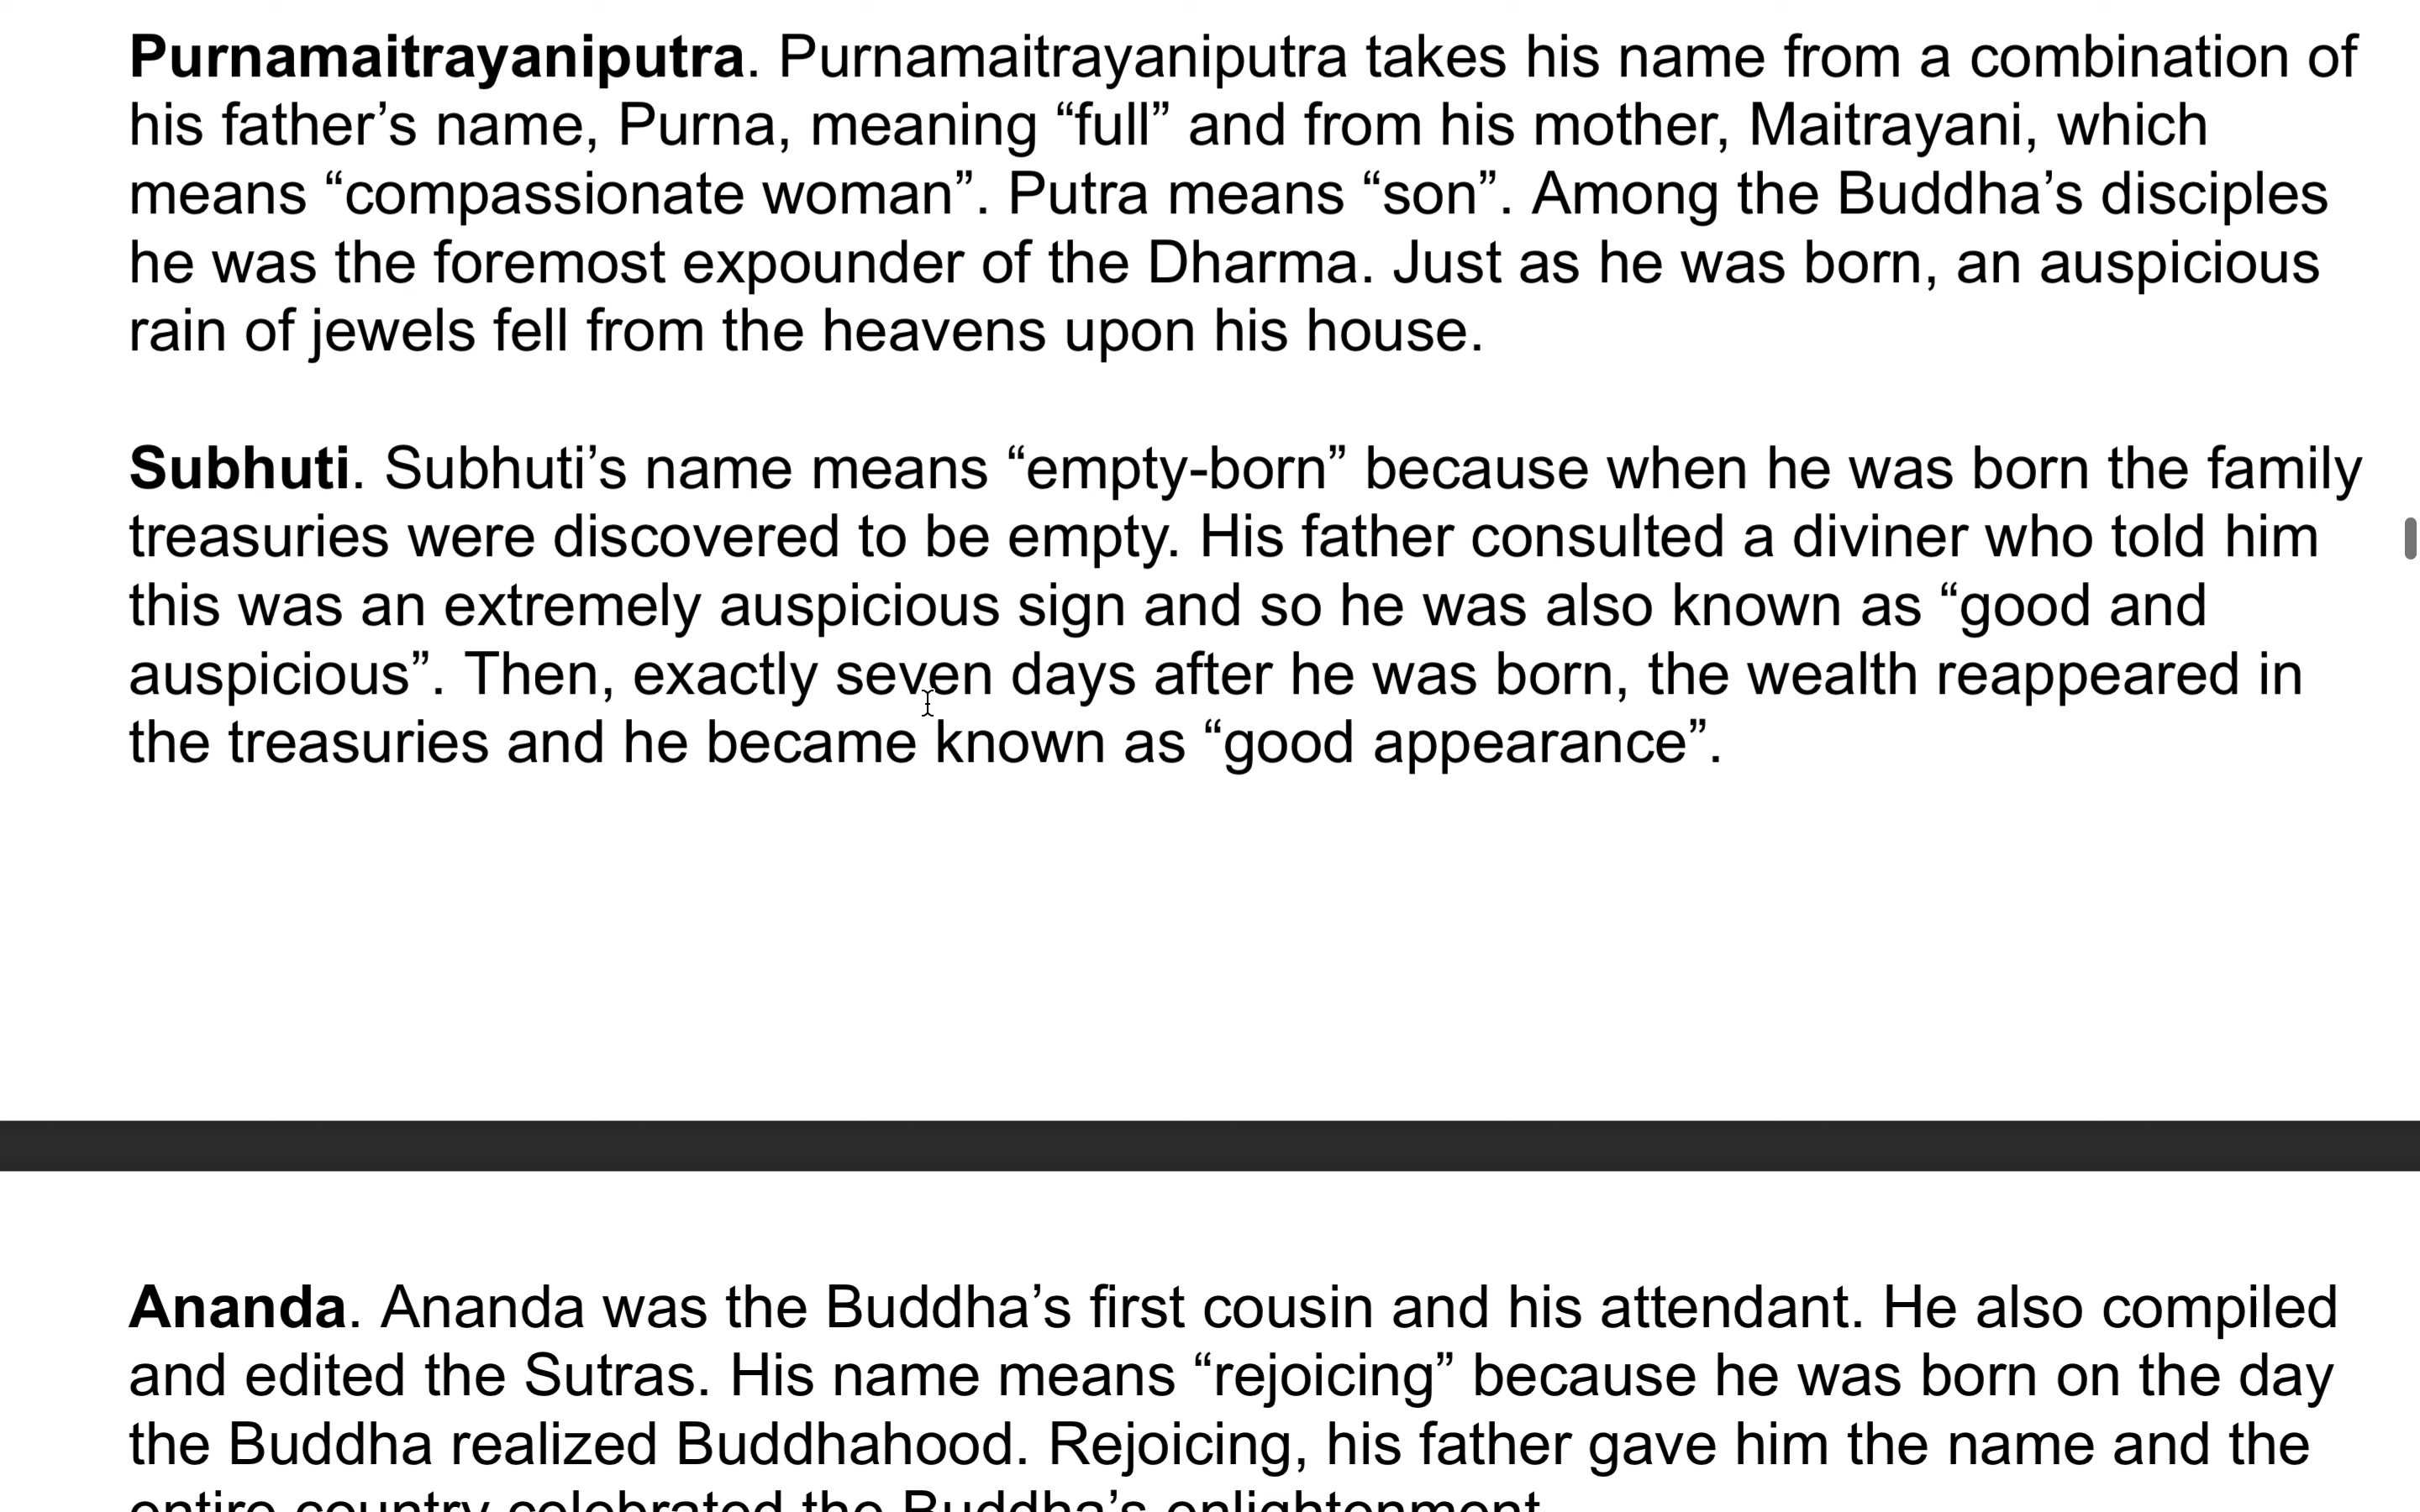 Purnamaitrayaniputra. Purnamaitrayaniputra takes his name from a combination of
his father’s name, Purna, meaning “full” and from his mother, Maitrayani, which
means “compassionate woman”. Putra means “son”. Among the Buddha’s disciples
he was the foremost expounder of the Dharma. Just as he was born, an auspicious
rain of jewels fell from the heavens upon his house.
Subhuti. Subhuti’s name means “empty-born” because when he was born the family
treasuries were discovered to be empty. His father consulted a diviner who told him
this was an extremely auspicious sign and so he was also known as “good and
auspicious”. Then, exactly seven days after he was born, the wealth reappeared in
the treasuries and he became known as “good appearance”.
Ananda. Ananda was the Buddha’s first cousin and his attendant. He also compiled
and edited the Sutras. His name means “rejoicing” because he was born on the day
the Buddha realized Buddhahood. Rejoicing, his father gave him the name and the
entire country celebrated the Buddha’s enlightenment